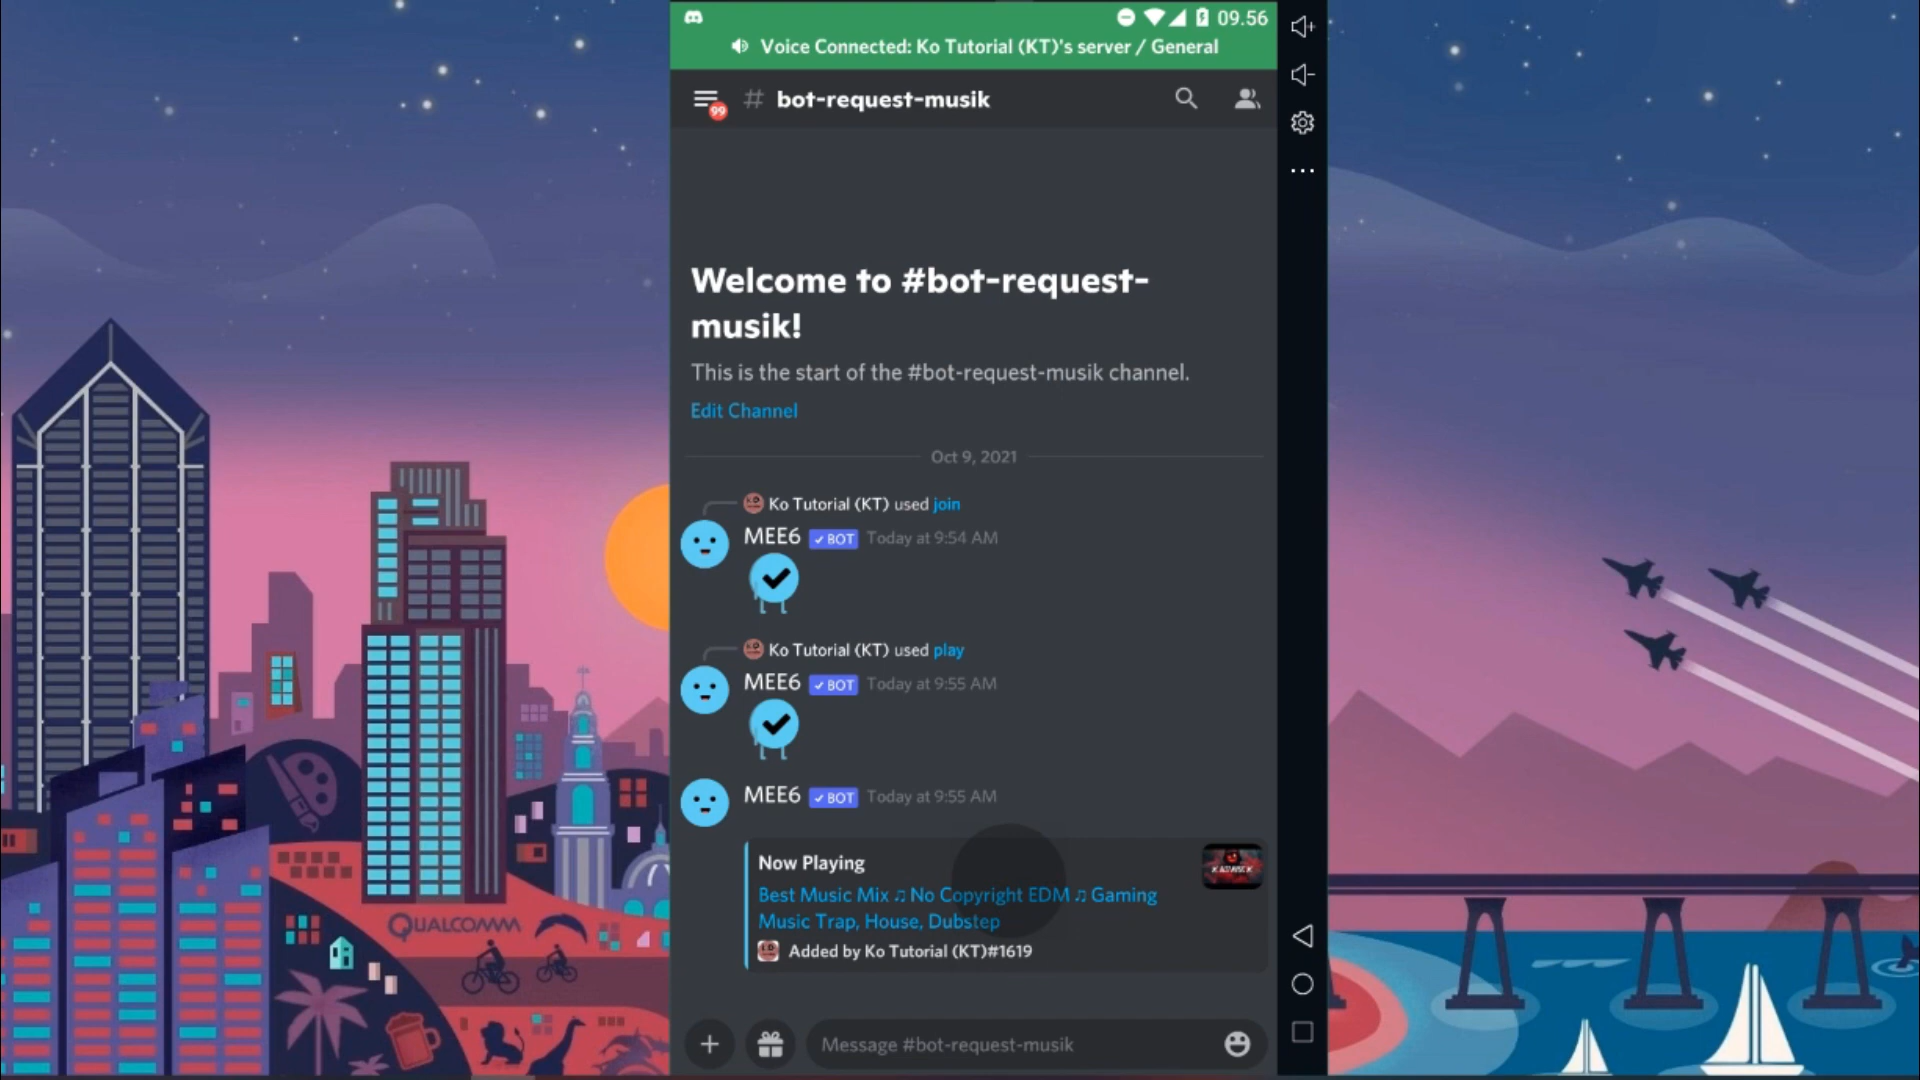 09.56
Voice Connected: Ko Tutorial (KT)'s server / General
99
# bot-request-musik
Welcome to #bot-request-
musik!
This is the start of the #bot-request-musik channel.
Edit Channel
Oct 9, 2021
Ko Tutorial (KT) used join
MEE6 ✓ BOT Today at 9:54 AM
Ko Tutorial (KT) used play
MEE6 ✓ BOT Today at 9:55 AM
MEE6 ✓ BOT Today at 9:55 AM
Now Playing
Best Music Mix ♫ No Copyright EDM ♫ Gaming
Music Trap, House, Dubstep
Added by Ko Tutorial (KT)#1619
Message #bot-request-musik
QUALCOMM